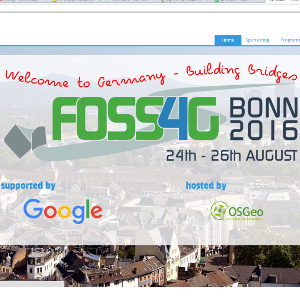 Home Sponsoring Programme
Welcome to Germany - Building Bridges
FOSS4G BONN
2016
24th - 26th AUGUST
supported by hosted by
Google OSGeo